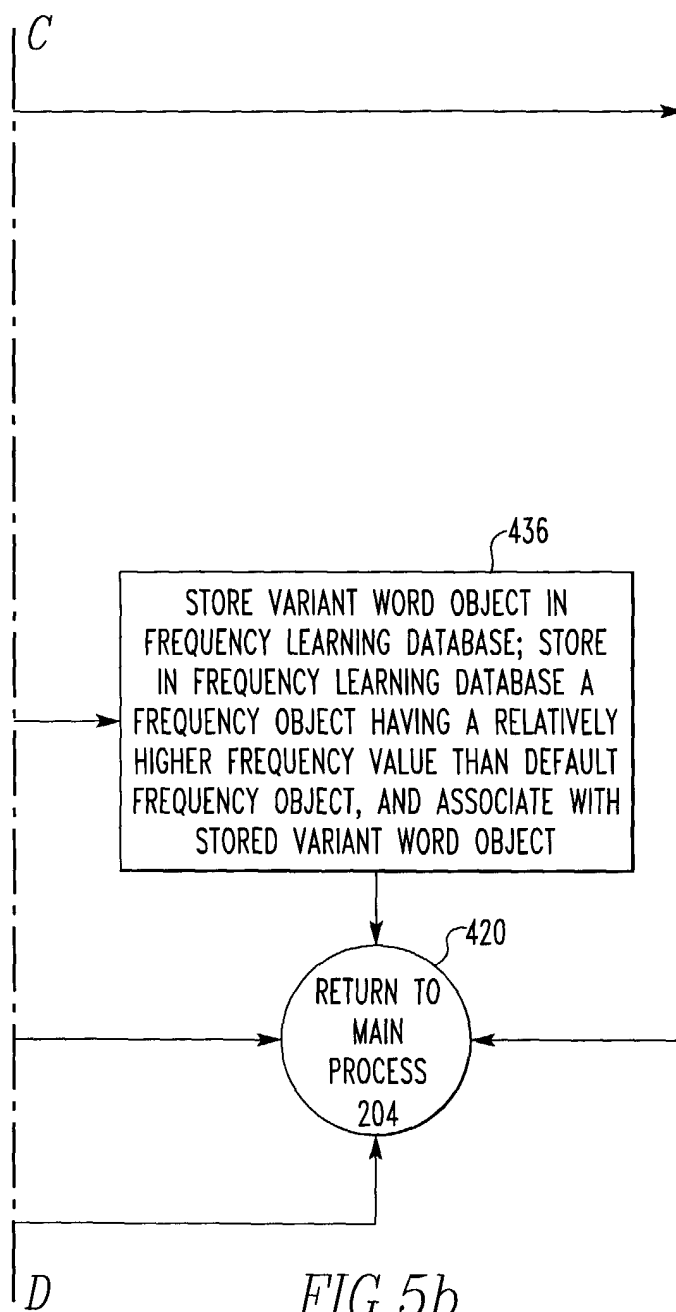 C
436
STORE VARIANT WORD OBJECT IN
FREQUENCY LEARNING DATABASE; STORE
IN FREQUENCY LEARNING DATABASE A
FREQUENCY OBJECT HAVING A RELATIVELY
HIGHER FREQUENCY VALUE THAN DEFAULT
FREQUENCY OBJECT, AND ASSOCIATE WITH
STORED VARIANT WORD OBJECT
420
RETURN TO
MAIN
PROCESS
204
D
FIG.5b